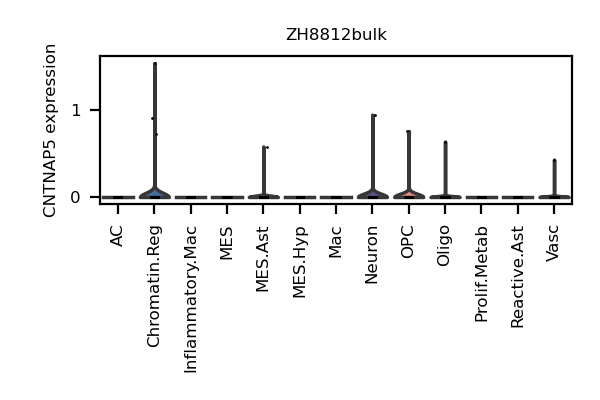 ZH8812bulk
CNTNAP5 expression
1
0
AC
Chromatin.Reg
Inflammatory.Mac
MES
MES.Ast
MES.Hyp
Mac
Neuron
OPC
Oligo
Prolif.Metab
Reactive.Ast
Vasc